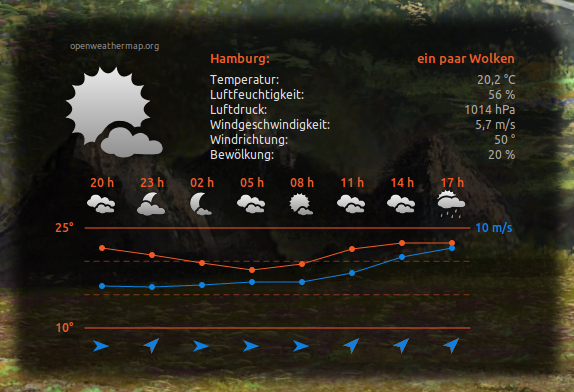 openweathermap.org
Hamburg: ein paar Wolken
Temperatur: 20,2 °C
Luftfeuchtigkeit: 56 %
Luftdruck: 1014 hPa
Windgeschwindigkeit: 5,7 m/s
Windrichtung: 50 °
Bewölkung: 20 %
20 h 23 h 02 h 05 h 08 h 11 h 14 h 17 h
25° 10 m/s
10°